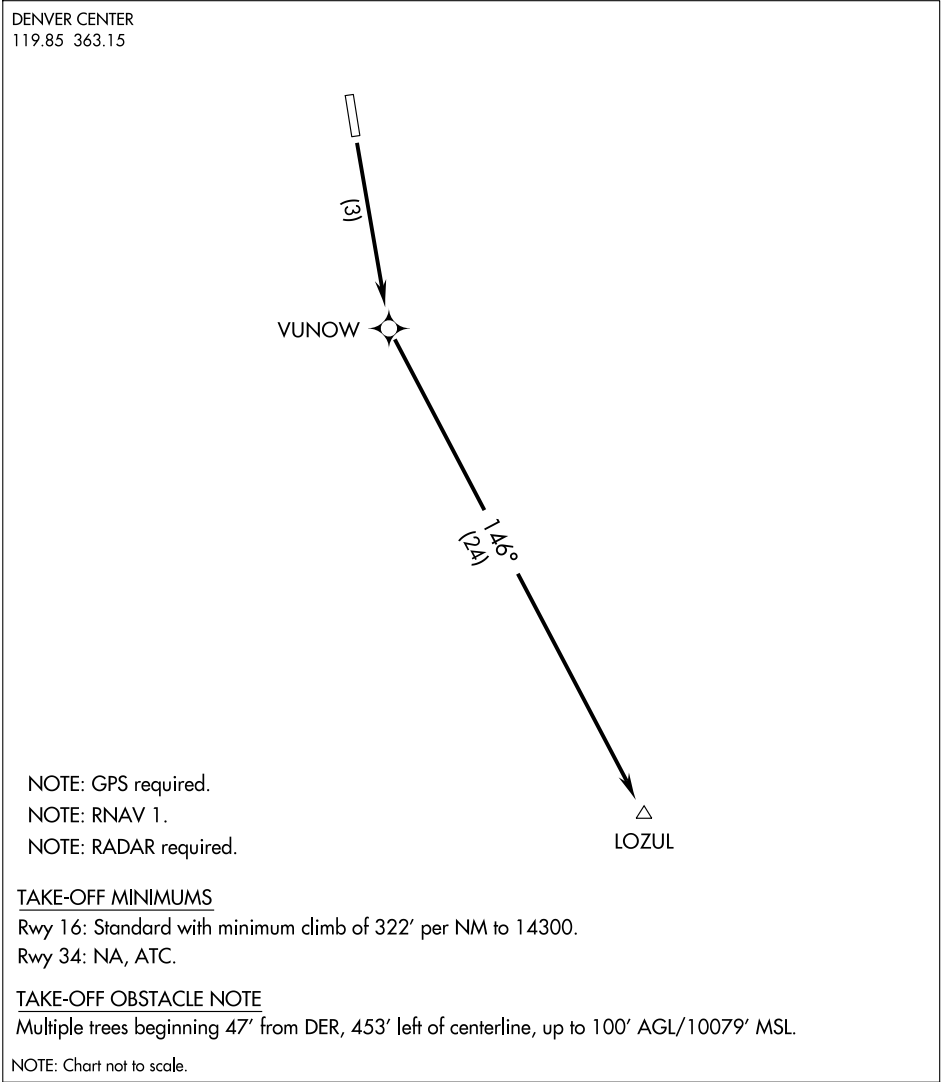 DENVER CENTER
119.85 363.15
(3)
VUNOW
146°
(24)
LOZUL
NOTE: GPS required.
NOTE: RNAV 1.
NOTE: RADAR required.
TAKE-OFF MINIMUMS
Rwy 16: Standard with minimum climb of 322' per NM to 14300.
Rwy 34: NA, ATC.
TAKE-OFF OBSTACLE NOTE
Multiple trees beginning 47' from DER, 453' left of centerline, up to 100' AGL/10079' MSL.
NOTE: Chart not to scale.